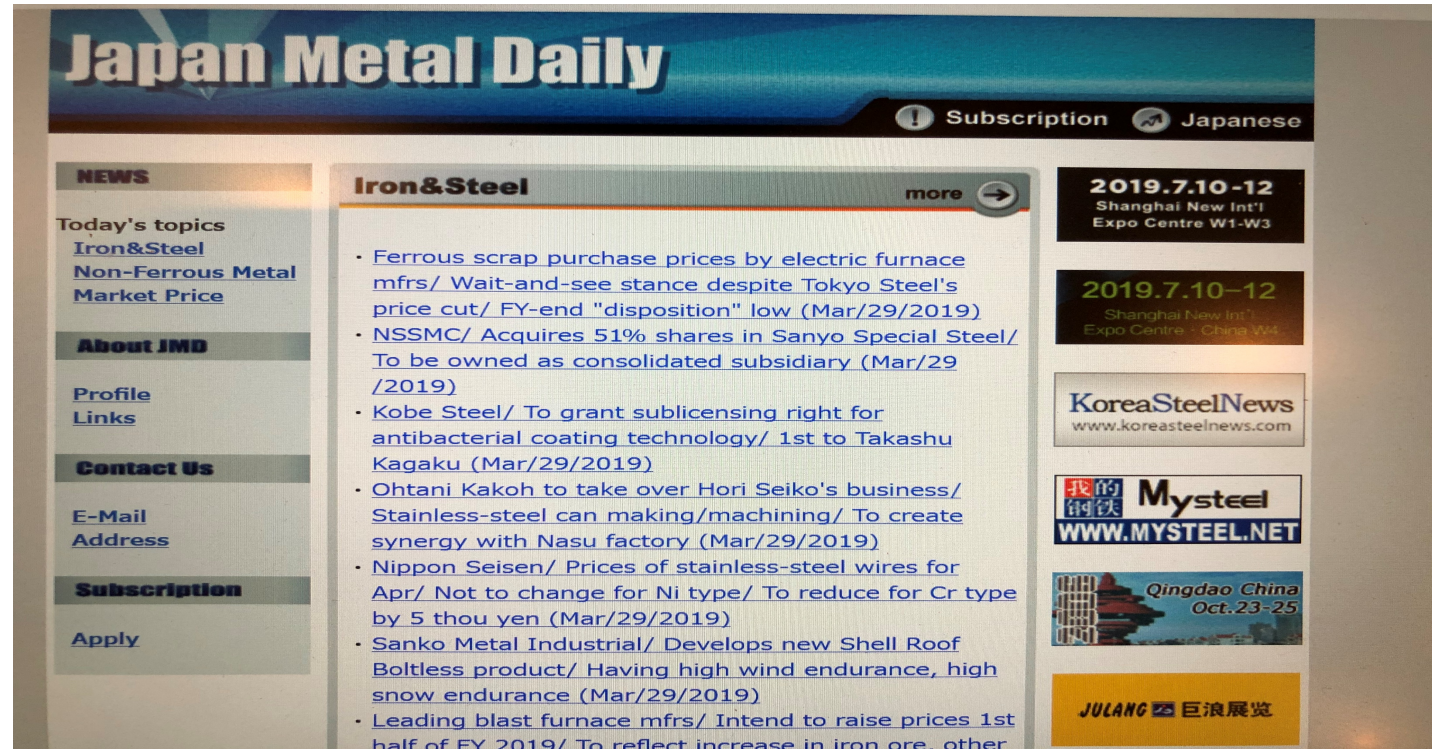 Japan Metal Daily
Subscription
Japanese
NEWS
Today's topics
Iron&Steel
Non-Ferrous Metal
Market Price
About JMD
Profile
Links
Contact Us
E-Mail
Address
Subscription
Apply
Iron&Steel
more
Ferrous scrap purchase prices by electric furnace
mfrs/ Wait-and-see stance despite Tokyo Steel's
price cut/ FY-end "disposition" low (Mar/29/2019)
NSSMC/ Acquires 51% shares in Sanyo Special Steel/
To be owned as consolidated subsidiary (Mar/29
/2019)
Kobe Steel/ To grant sublicensing right for
antibacterial coating technology/ 1st to Takashu
Kagaku (Mar/29/2019)
Ohtani Kakoh to take over Hori Seiko's business/
Stainless-steel can making/machining/ To create
synergy with Nasu factory (Mar/29/2019)
Nippon Seisen/ Prices of stainless-steel wires for
Apr/ Not to change for Ni type/ To reduce for Cr type
by 5 thou yen (Mar/29/2019)
Sanko Metal Industrial/ Develops new Shell Roof
Boltless product/ Having high wind endurance, high
snow endurance (Mar/29/2019)
Leading blast furnace mfrs/ Intend to raise prices 1st
half of FY 2019/ To reflect increase in iron ore, other
2019.7.10-12
Shanghai New Int'l
Expo Centre W1-W3
2019.7.10-12
Shanghai New Int'l
Expo Centre · China W4
KoreaSteelNews
www.koreasteelnews.com
我的
钢铁
Mysteel
WWW.MYSTEEL.NET
Qingdao China
Oct.23-25
JULANG 巨浪展览